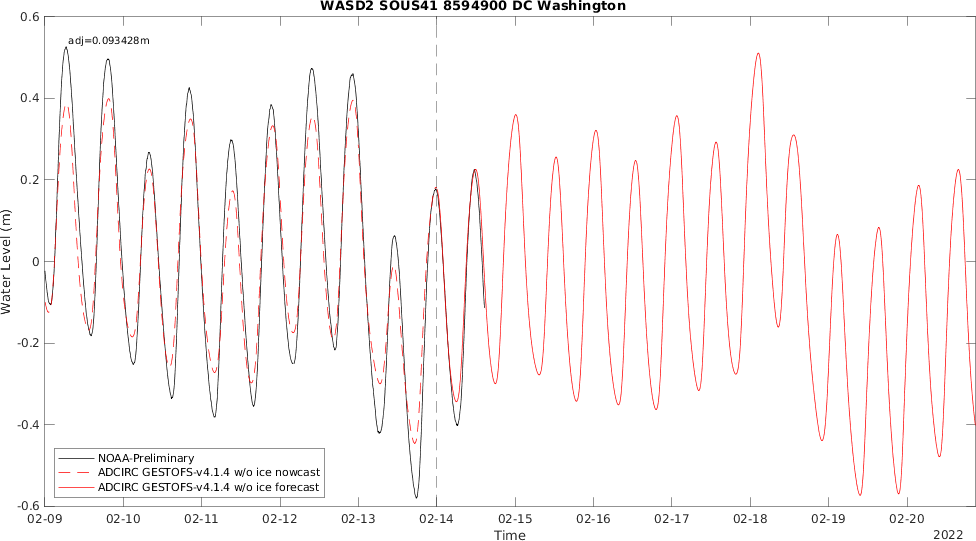 WASD2 SOUS41 8594900 DC Washington
adj=0.093428m
0.6
0.4
0.2
0
-0.2
-0.4
-0.6
Water Level (m)
NOAA-Preliminary
ADCIRC GESTOFS-v4.1.4 w/o ice nowcast
ADCIRC GESTOFS-v4.1.4 w/o ice forecast
02-09 02-10 02-11 02-12 02-13 02-14 02-15 02-16 02-17 02-18 02-19 02-20
Time
2022